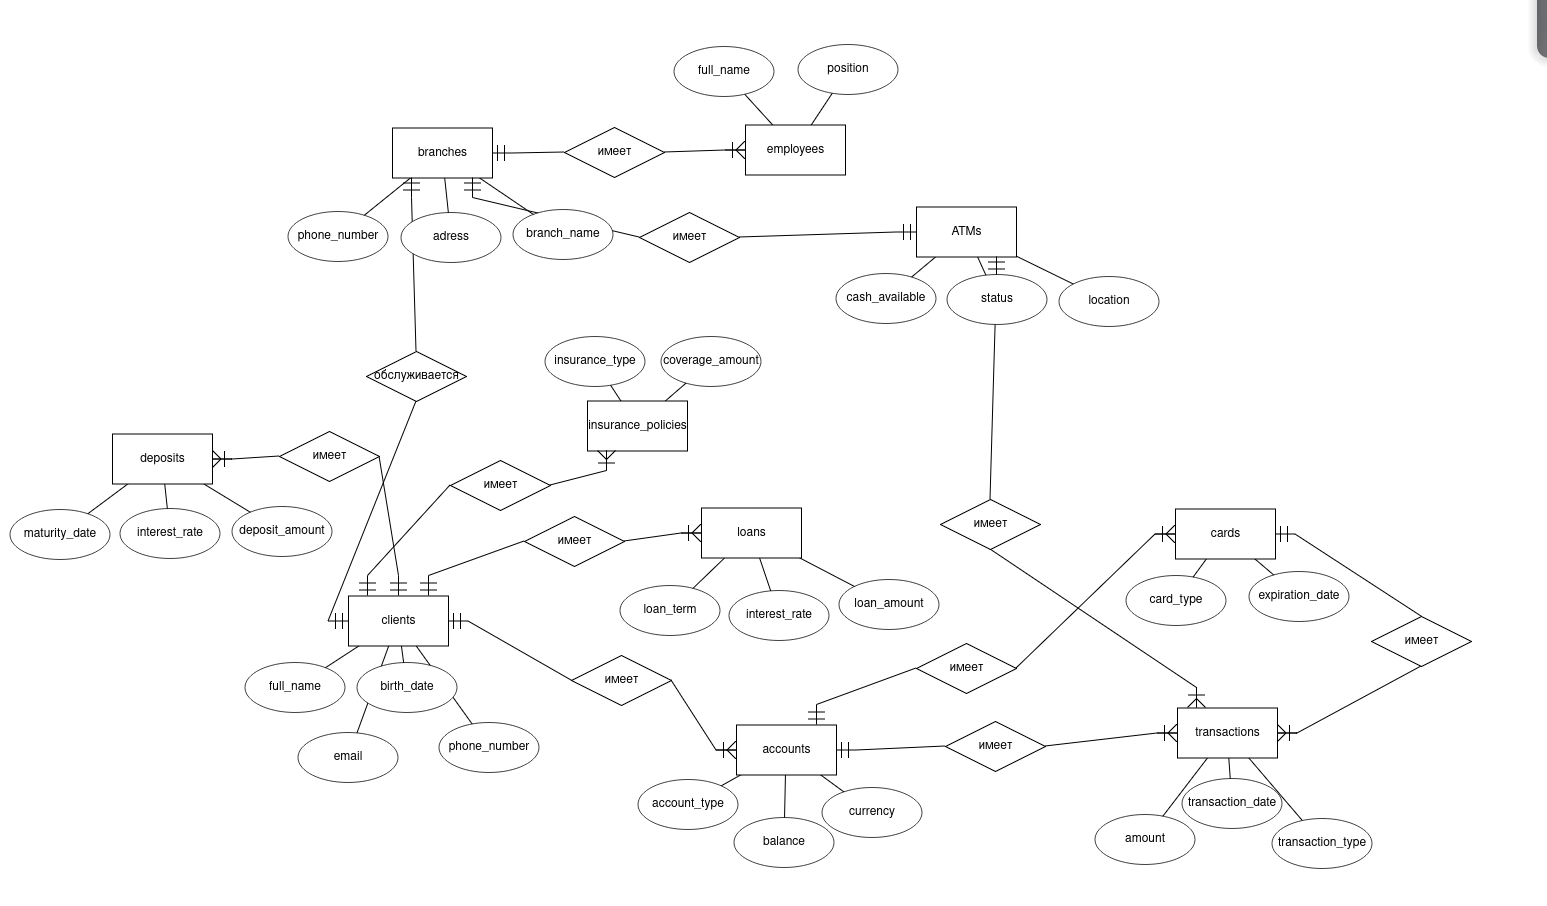 full_name
position
branches
имеет
employees
phone_number
adress
branch_name
имеет
ATMs
cash_available
status
location
insurance_type
coverage_amount
обслуживается
insurance_policies
deposits
имеет
имеет
maturity_date
interest_rate
deposit_amount
имеет
loans
имеет
cards
loan_term
interest_rate
loan_amount
card_type
expiration_date
clients
имеет
full_name
birth_date
имеет
имеет
email
phone_number
accounts
имеет
transactions
account_type
balance
currency
amount
transaction_date
transaction_type